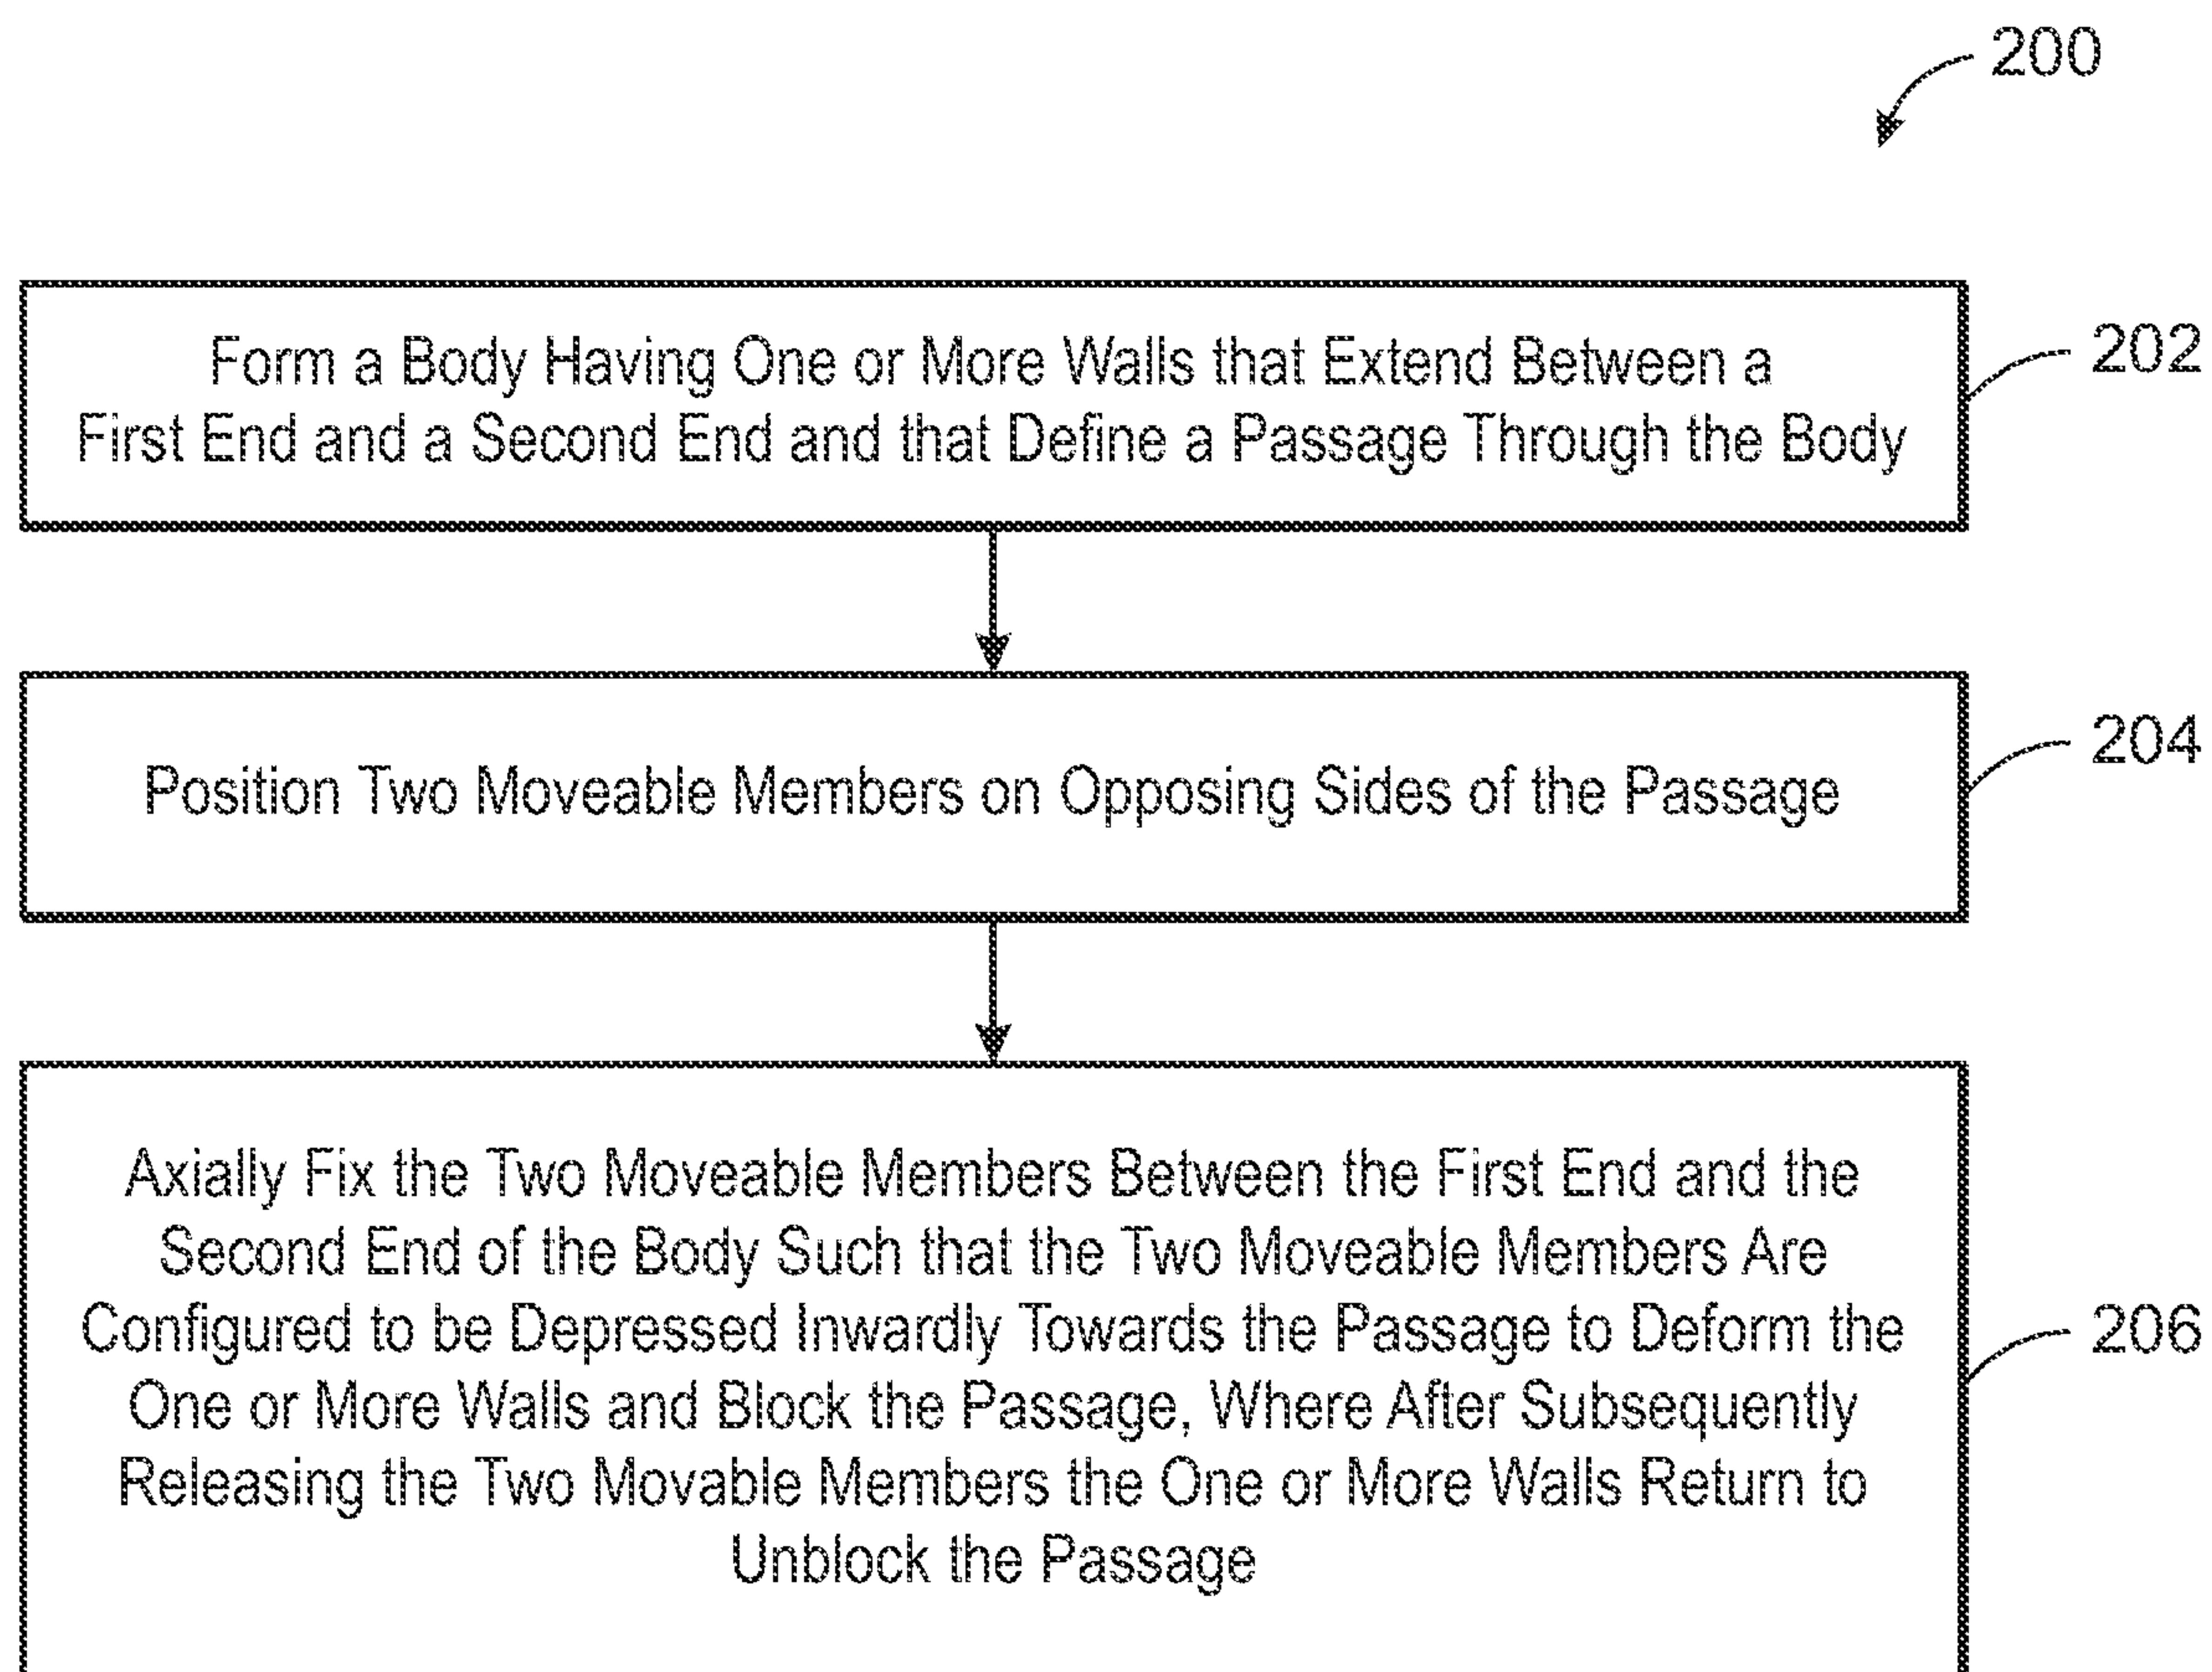 200
Form a Body Having One or More Walls that Extend Between a
First End and a Second End and that Define a Passage Through the Body
202
Position Two Moveable Members on Opposing Sides of the Passage
204
Axially Fix the Two Moveable Members Between the First End and the
Second End of the Body Such that the Two Moveable Members Are
Configured to be Depressed Inwardly Towards the Passage to Deform the
One or More Walls and Block the Passage, Where After Subsequently
Releasing the Two Movable Members the One or More Walls Return to
Unblock the Passage
206